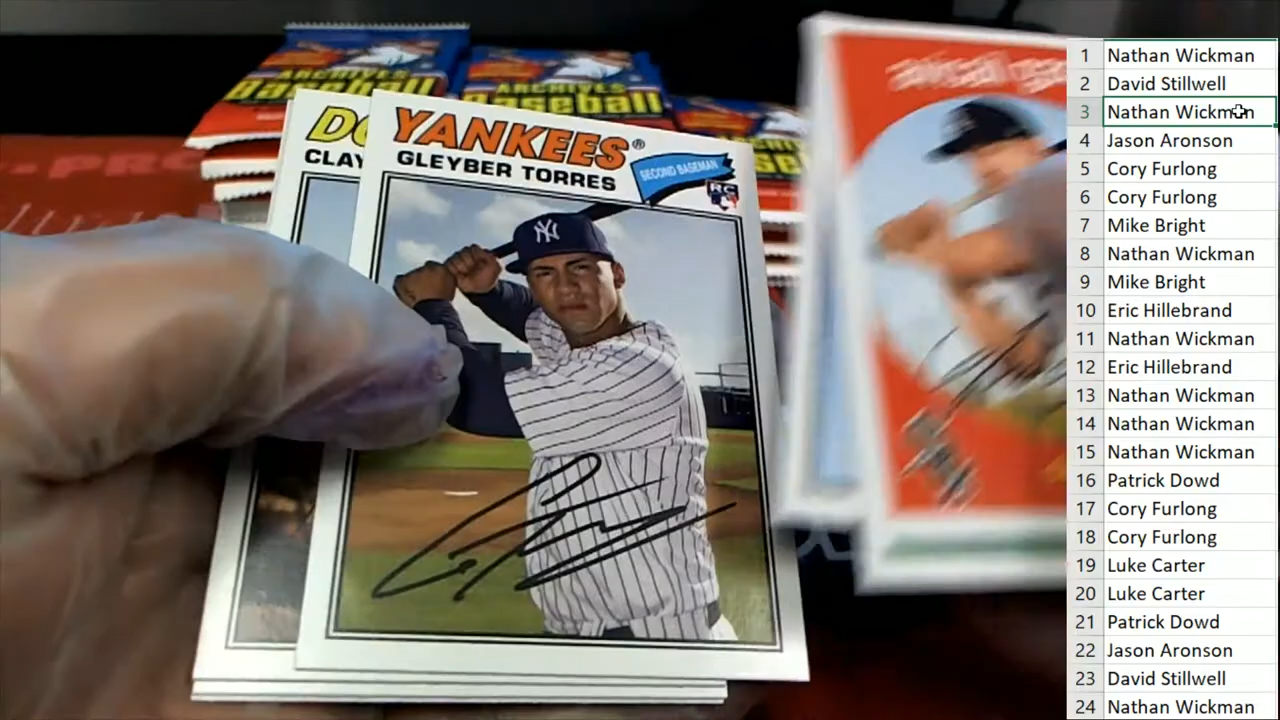 ARCHIVES
Baseball
ARCHIVES
Baseball
DO
CLAY
YANKEES®
GLEYBER TORRES
SECOND BASEMAN
RC
NY
1 Nathan Wickman
2 David Stillwell
3 Nathan Wickman
4 Jason Aronson
5 Cory Furlong
6 Cory Furlong
7 Mike Bright
8 Nathan Wickman
9 Mike Bright
10 Eric Hillebrand
11 Nathan Wickman
12 Eric Hillebrand
13 Nathan Wickman
14 Nathan Wickman
15 Nathan Wickman
16 Patrick Dowd
17 Cory Furlong
18 Cory Furlong
19 Luke Carter
20 Luke Carter
21 Patrick Dowd
22 Jason Aronson
23 David Stillwell
24 Nathan Wickman